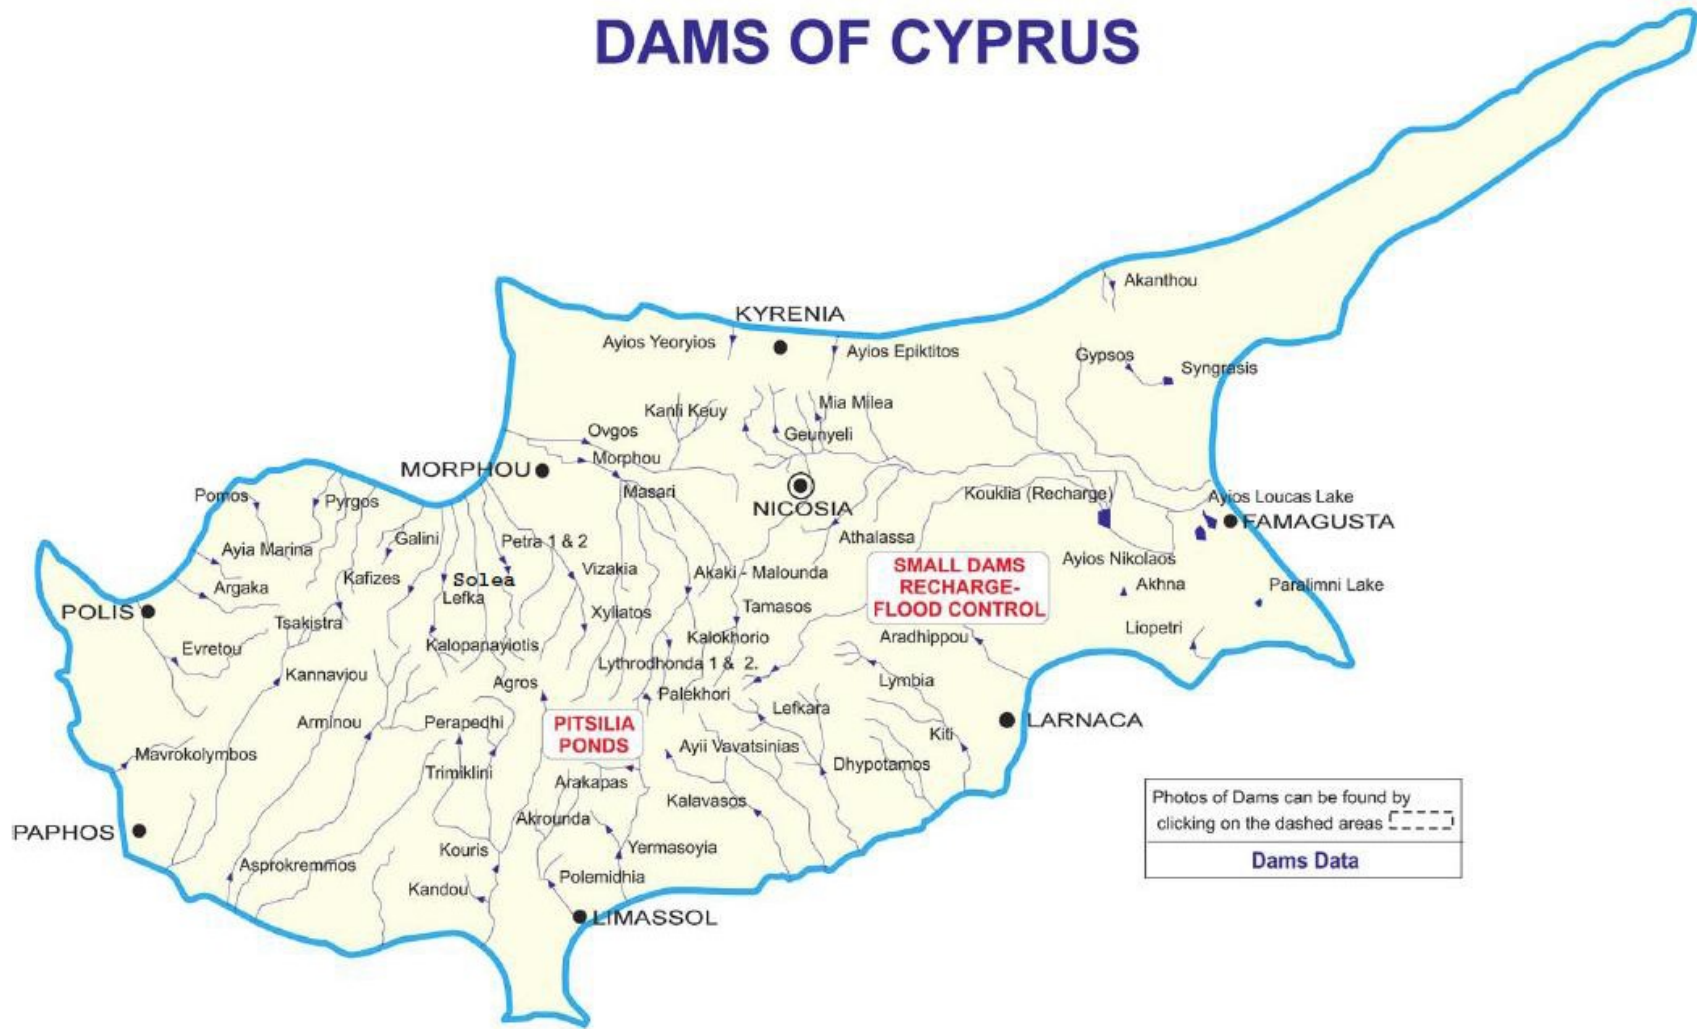 DAMS OF CYPRUS
Akanthou
KYRENIA
Ayios Yeoryios
Ayios Epiktitos
Gypsos
Syngrasis
Kanli Keuy
Mia Milea
Ovgos
Geunyeli
MORPHOU
Morphou
Masari
NICOSIA
Kouklia (Recharge)
Ayios Loucas Lake
FAMAGUSTA
Pomos
Pyrgos
Galini
Petra 1 & 2
Athalassa
Ayia Marina
Kafizes
Solea
Vizakia
Akaki - Malounda
SMALL DAMS
RECHARGE-
FLOOD CONTROL
Ayios Nikolaos
Akhna
Paralimni Lake
Argaka
Lefka
POLIS
Tsakistra
Xyliatos
Tamasos
Liopetri
Evretou
Kalopanayiotis
Kalokhorio
Aradhippou
Kannaviou
Lythrodhonda 1 & 2.
Agros
Palekhori
Lymbia
Arminou
Perapedhi
PITSILIA
PONDS
Lefkara
LARNACA
Mavrokolymbos
Ayii Vavatsinias
Kiti
Trimiklini
Arakapas
Dhypotamos
Kalavasos
PAPHOS
Akrounda
Asprokremmos
Kouris
Yermasoyia
Kandou
Polemidhia
LIMASSOL
Photos of Dams can be found by
clicking on the dashed areas
Dams Data